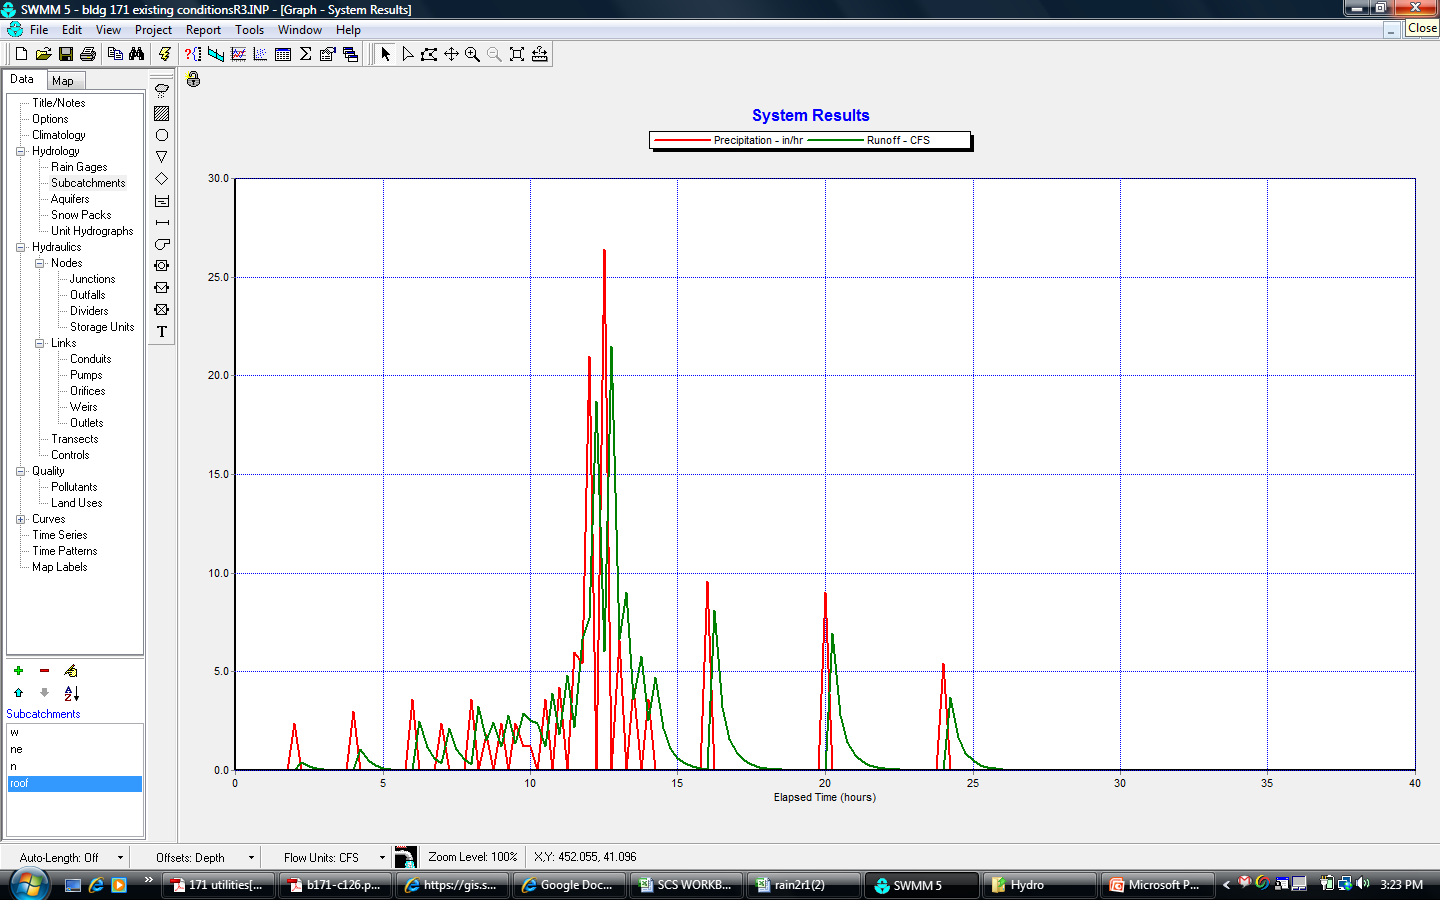 SWMM 5 - bldg 171 existing conditionsR3.INP - [Graph - System Results]
File Edit View Project Report Tools Window Help
Close
Data Map
Title/Notes
Options
Climatology
Hydrology
Rain Gages
Subcatchments
Aquifers
Snow Packs
Unit Hydrographs
Hydraulics
Nodes
Junctions
Outfalls
Dividers
Storage Units
Links
Conduits
Pumps
Orifices
Weirs
Outlets
Transects
Controls
Quality
Pollutants
Land Uses
Curves
Time Series
Time Patterns
Map Labels
T
Subcatchments
w
ne
n
roof
System Results
Precipitation - in/hr Runoff - CFS
30.0
25.0
20.0
15.0
10.0
5.0
0.0
0 5 10 15 20 25 30 35 40
Elapsed Time (hours)
Auto-Length: Off Offsets: Depth Flow Units: CFS Zoom Level: 100% X,Y: 452.055, 41.096
171 utilities[... b171-c126.p... https://gis.s... Google Doc... SCS WORKB... rain2r1(2) SWMM 5 Hydro Microsoft P... 3:23 PM